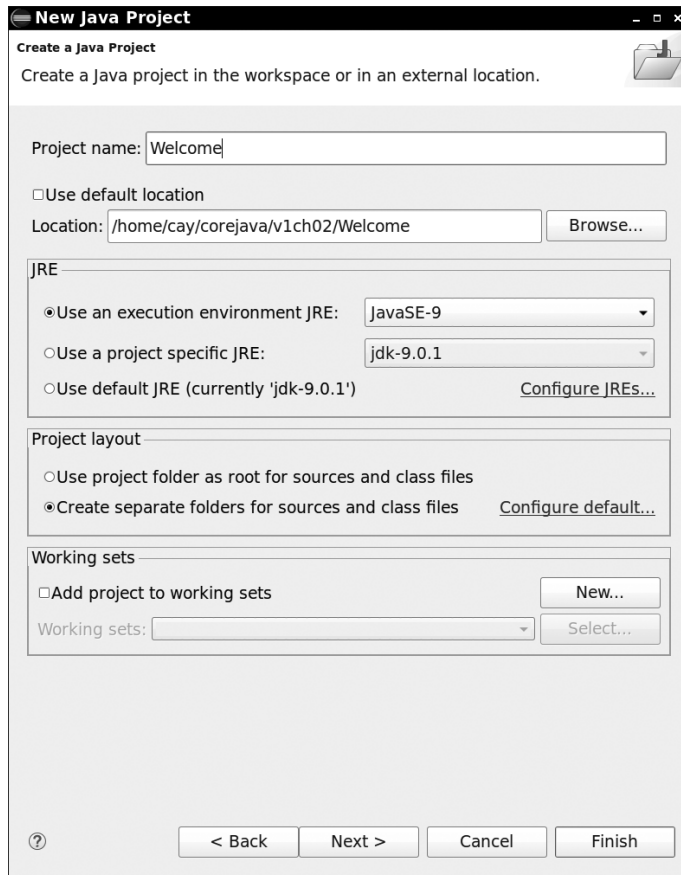 New Java Project
Create a Java Project
Create a Java project in the workspace or in an external location.
Project name: Welcome
Use default location
Location: /home/cay/corejava/v1ch02/Welcome Browse...
JRE
Use an execution environment JRE: JavaSE-9
Use a project specific JRE: jdk-9.0.1
Use default JRE (currently 'jdk-9.0.1') Configure JREs...
Project layout
Use project folder as root for sources and class files
Create separate folders for sources and class files Configure default...
Working sets
Add project to working sets New...
Working sets: Select...
? < Back Next > Cancel Finish